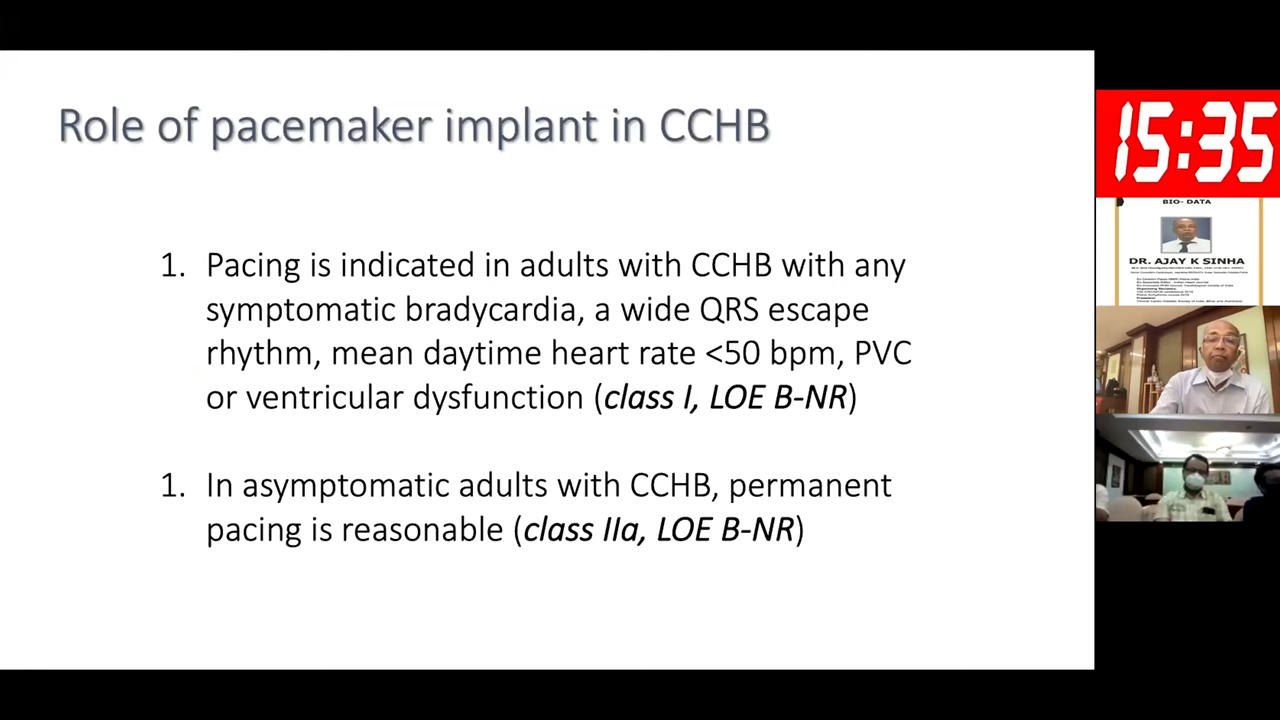 Role of pacemaker implant in CCHB
1. Pacing is indicated in adults with CCHB with any
symptomatic bradycardia, a wide QRS escape
rhythm, mean daytime heart rate <50 bpm, PVC
or ventricular dysfunction (class I, LOE B-NR)
1. In asymptomatic adults with CCHB, permanent
pacing is reasonable (class IIa, LOE B-NR)
15:35
BIO- DATA
DR. AJAY K SINHA